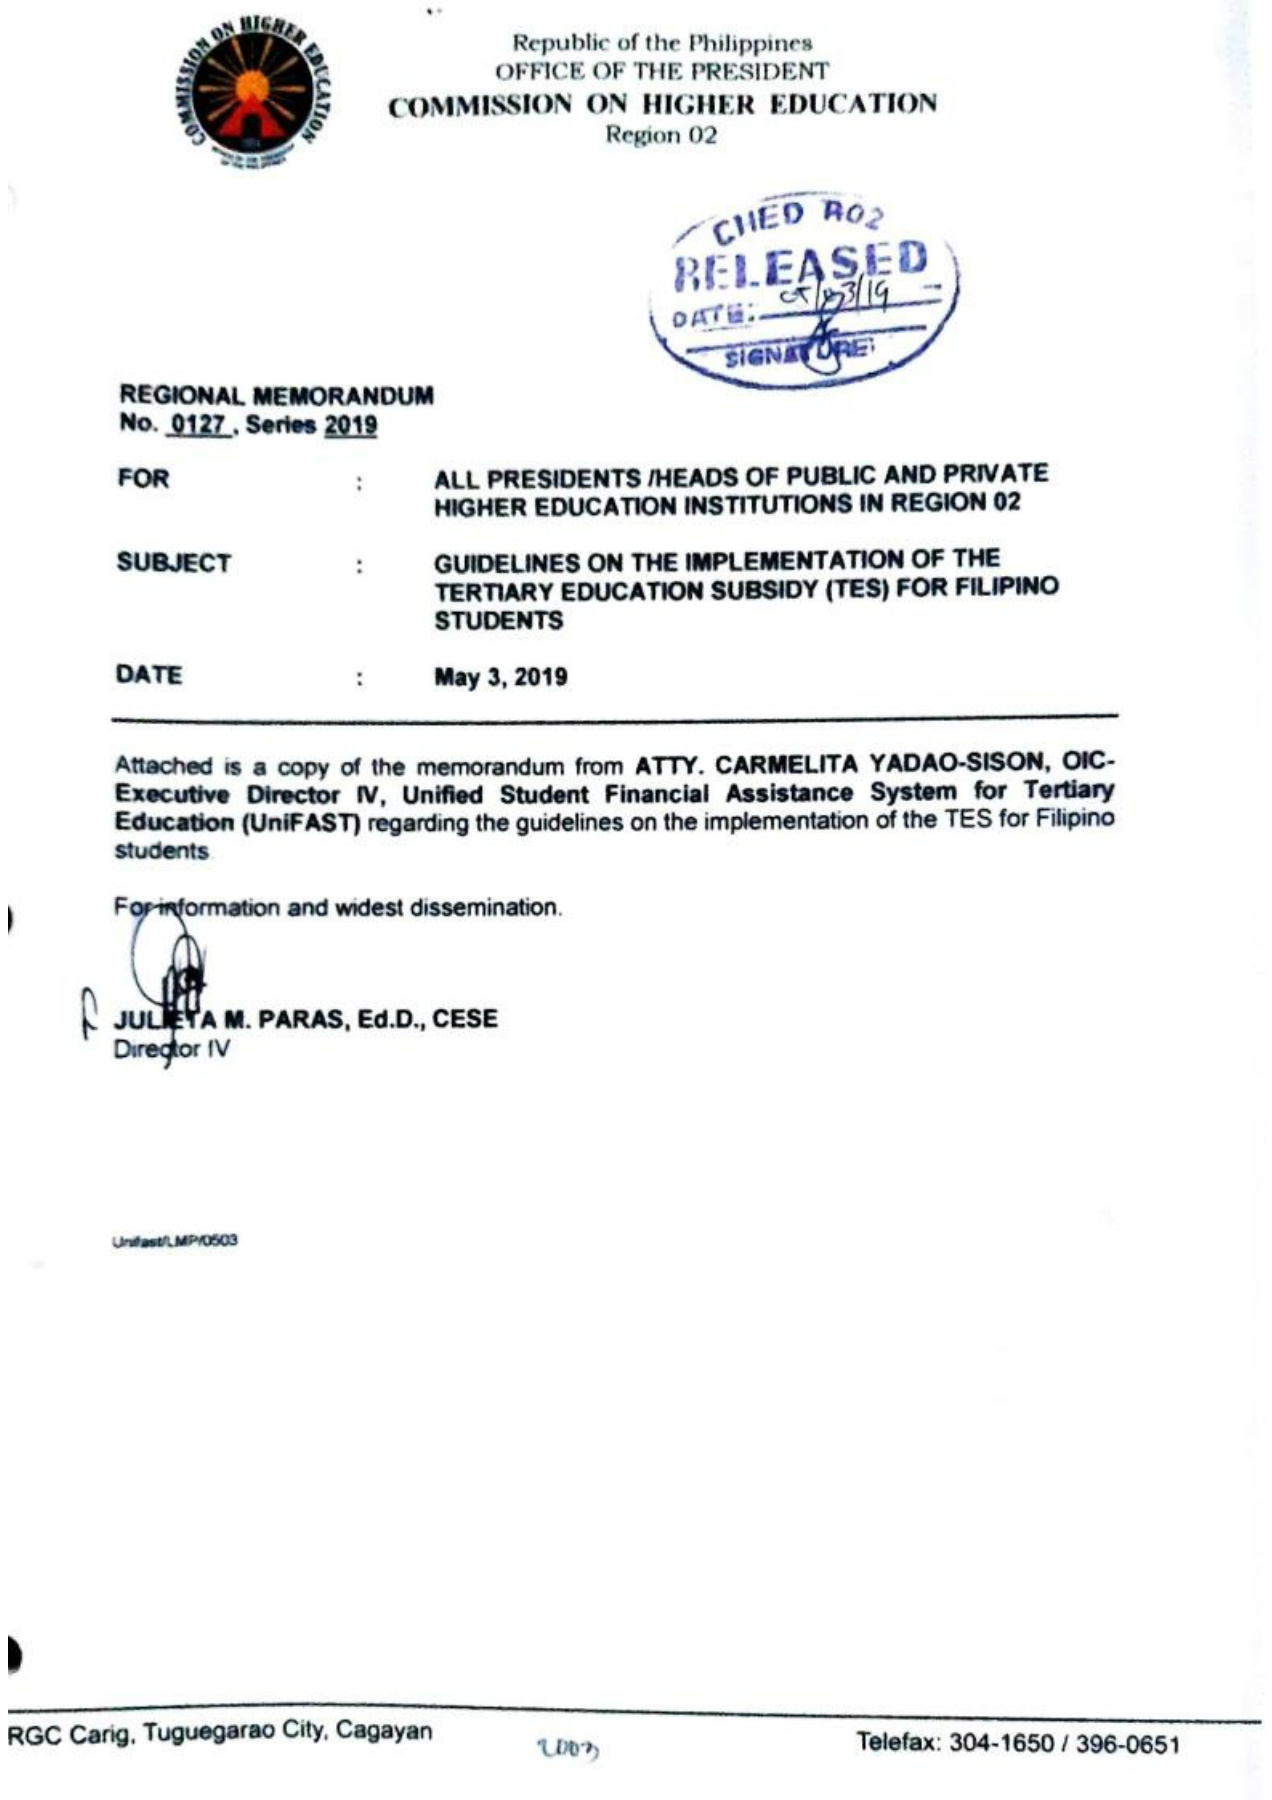 COMMISSION ON HIGHER EDUCATION
Republic of the Philippines
OFFICE OF THE PRESIDENT
COMMISSION ON HIGHER EDUCATION
Region 02
CHED RO2
RELEASED
DATE:
SIGNATURE:
REGIONAL MEMORANDUM
No. 0127, Series 2019
FOR : ALL PRESIDENTS /HEADS OF PUBLIC AND PRIVATE
HIGHER EDUCATION INSTITUTIONS IN REGION 02
SUBJECT : GUIDELINES ON THE IMPLEMENTATION OF THE
TERTIARY EDUCATION SUBSIDY (TES) FOR FILIPINO
STUDENTS
DATE : May 3, 2019
Attached is a copy of the memorandum from ATTY. CARMELITA YADAO-SISON, OIC-
Executive Director IV, Unified Student Financial Assistance System for Tertiary
Education (UniFAST) regarding the guidelines on the implementation of the TES for Filipino
students.
For information and widest dissemination.
JULIETA M. PARAS, Ed.D., CESE
Director IV
Unifast/LMP/0503
RGC Carig, Tuguegarao City, Cagayan
Telefax: 304-1650 / 396-0651